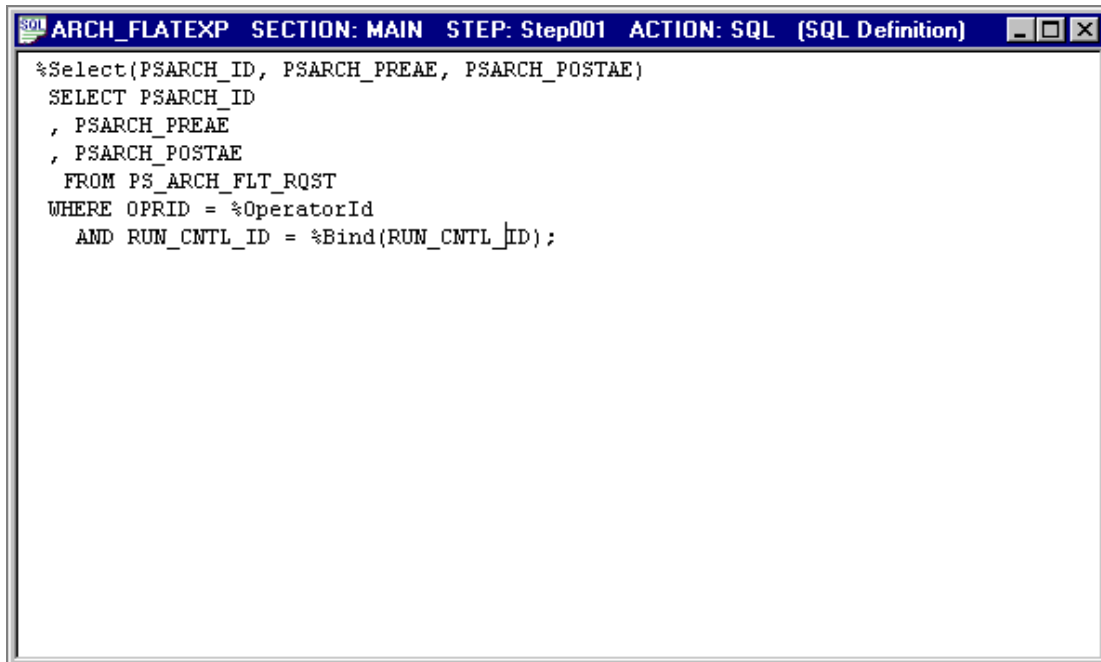 SQL ARCH_FLATEXP SECTION: MAIN STEP: Step001 ACTION: SQL (SQL Definition)
%Select(PSARCH_ID, PSARCH_PREAE, PSARCH_POSTAE)
SELECT PSARCH_ID
, PSARCH_PREAE
, PSARCH_POSTAE
FROM PS_ARCH_FLT_RQST
WHERE OPRID = %OperatorId
AND RUN_CNTL_ID = %Bind(RUN_CNTL_ID);